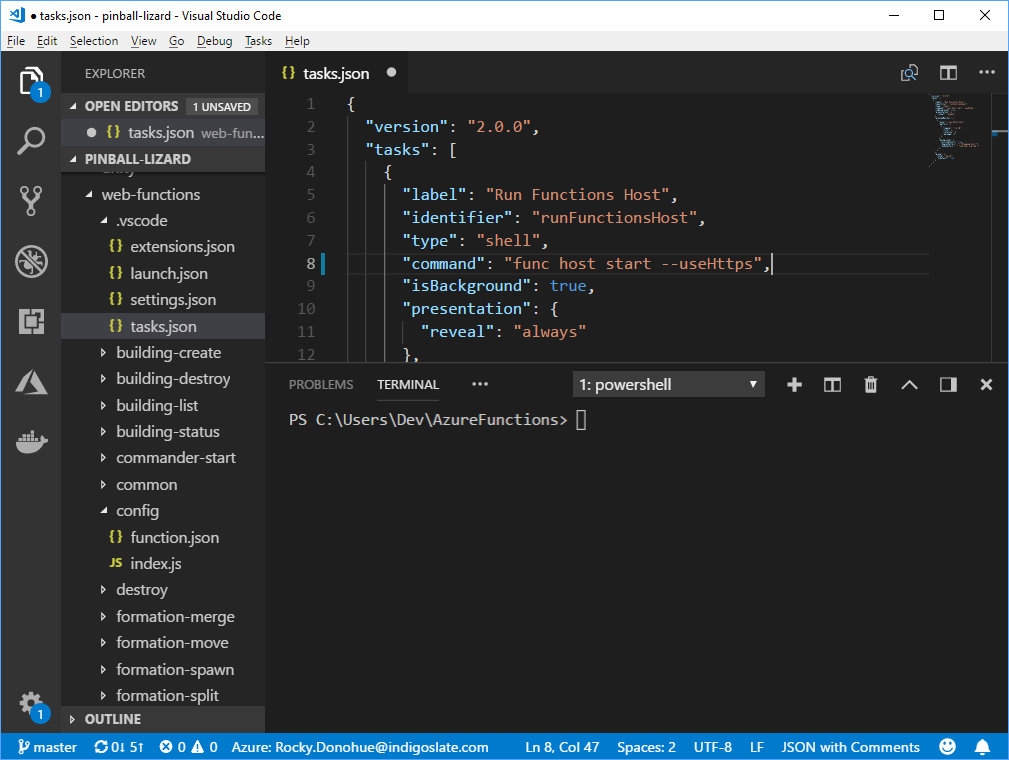 ● tasks.json - pinball-lizard - Visual Studio Code
File Edit Selection View Go Debug Tasks Help
1
EXPLORER
OPEN EDITORS 1 UNSAVED
● {} tasks.json web-fun...
PINBALL-LIZARD
web-functions
.vscode
{} extensions.json
{} launch.json
{} settings.json
{} tasks.json
building-create
building-destroy
building-list
building-status
commander-start
common
config
{} function.json
JS index.js
destroy
formation-merge
formation-move
formation-spawn
formation-split
OUTLINE
1
{} tasks.json ●
1 {
2 "version": "2.0.0",
3 "tasks": [
4 {
5 "label": "Run Functions Host",
6 "identifier": "runFunctionsHost",
7 "type": "shell",
8 "command": "func host start --useHttps",
9 "isBackground": true,
10 "presentation": {
11 "reveal": "always"
12 },
PROBLEMS TERMINAL ••• 1: powershell
PS C:\Users\Dev\AzureFunctions>
master 0↓ 5↑ 0 0 Azure: Rocky.Donohue@indigoslate.com Ln 8, Col 47 Spaces: 2 UTF-8 LF JSON with Comments